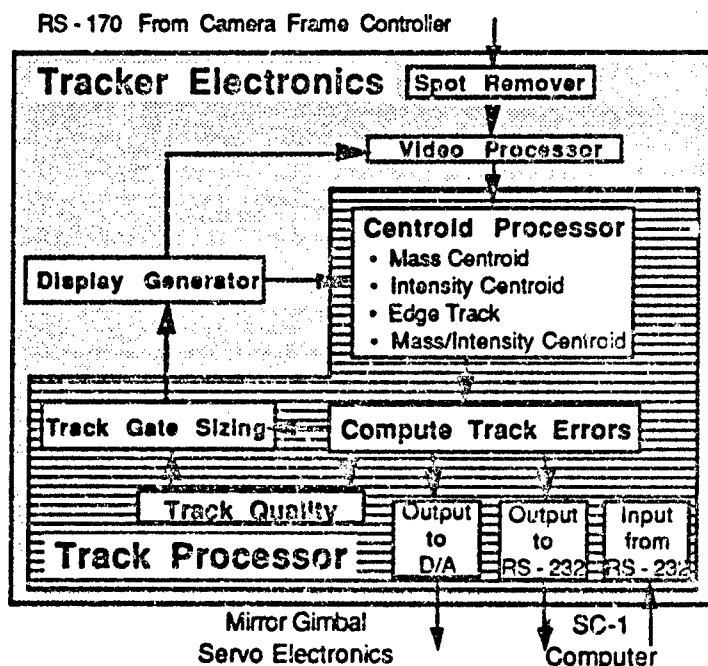 RS - 170 From Camera Frame Controller
Tracker Electronics
Spot Remover
Video Processor
Centroid Processor
• Mass Centroid
• Intensity Centroid
• Edge Track
• Mass/Intensity Centroid
Display Generator
Track Gate Sizing
Compute Track Errors
Track Quality
Track Processor
Output
to
D/A
Output
to
RS - 232
Input
from
RS - 232
Mirror Gimbal
Servo Electronics
SC-1
Computer